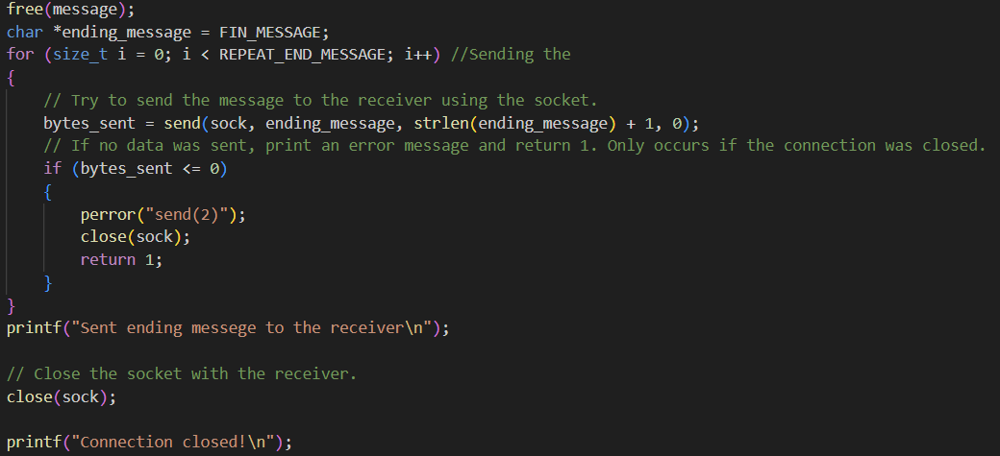 free(message);
char *ending_message = FIN_MESSAGE;
for (size_t i = 0; i < REPEAT_END_MESSAGE; i++) //Sending the
{
    // Try to send the message to the receiver using the socket.
    bytes_sent = send(sock, ending_message, strlen(ending_message) + 1, 0);
    // If no data was sent, print an error message and return 1. Only occurs if the connection was closed.
    if (bytes_sent <= 0)
    {
        perror("send(2)");
        close(sock);
        return 1;
    }
}
printf("Sent ending messege to the receiver\n");

// Close the socket with the receiver.
close(sock);

printf("Connection closed!\n");